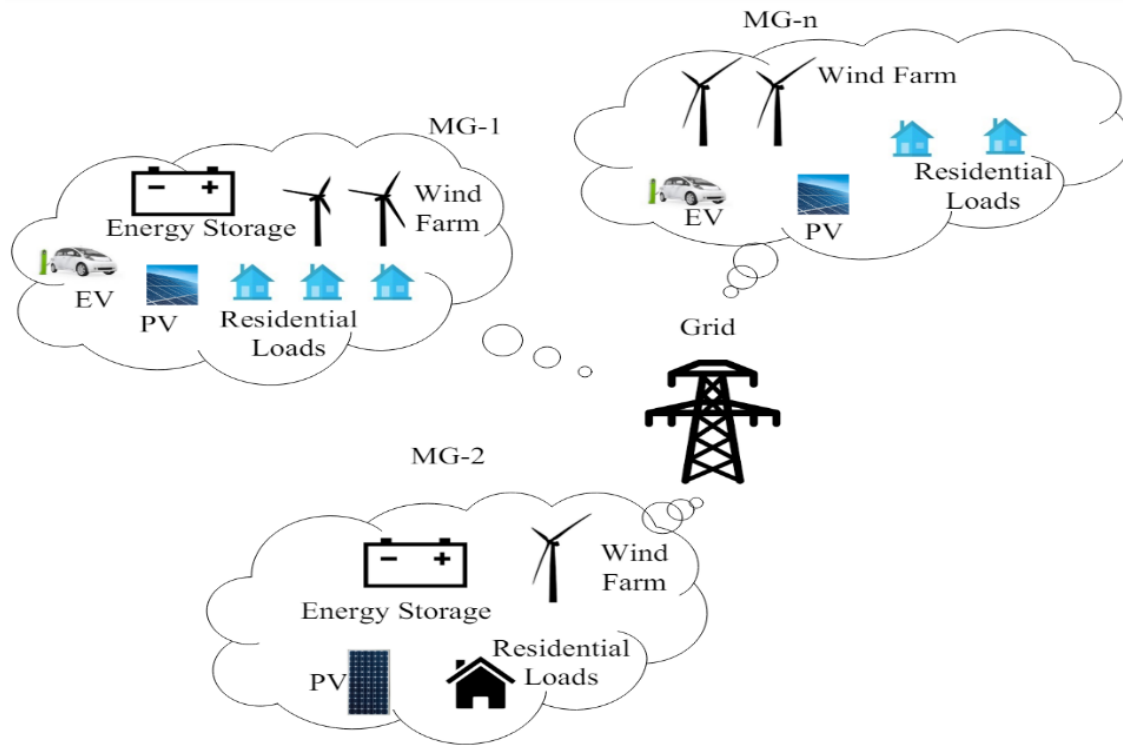 MG-n
Wind Farm
Residential
Loads
EV
PV
MG-1
Energy Storage
Wind
Farm
EV
PV
Residential
Loads
Grid
MG-2
Energy Storage
Wind
Farm
PV
Residential
Loads